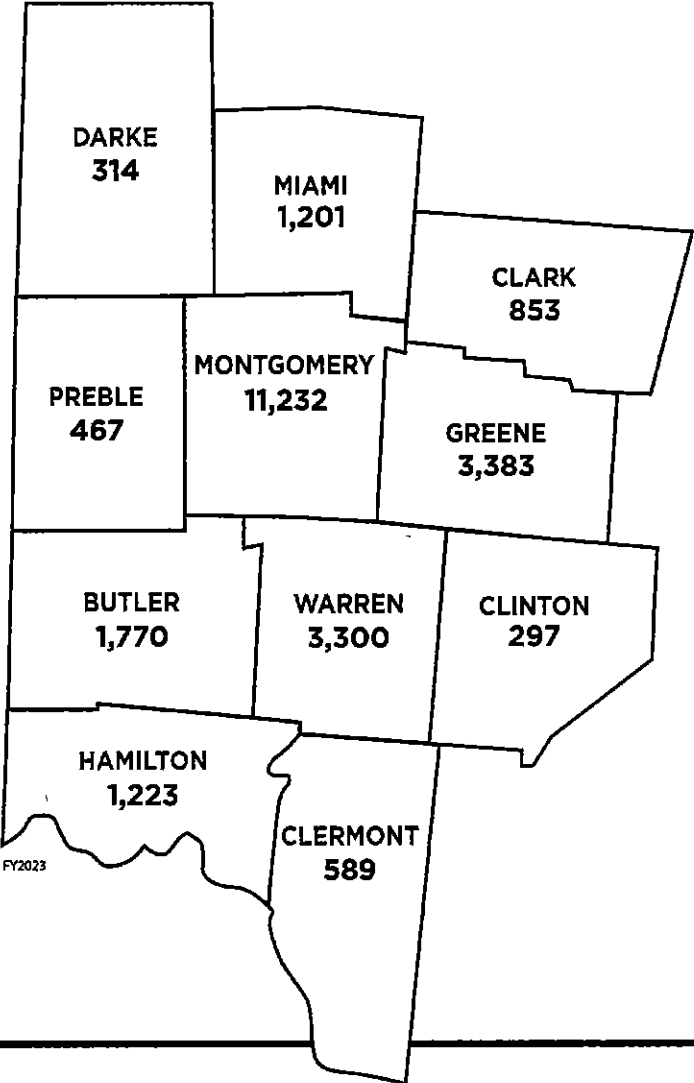 DARKE
314
MIAMI
1,201
CLARK
853
PREBLE
467
MONTGOMERY
11,232
GREENE
3,383
BUTLER
1,770
WARREN
3,300
CLINTON
297
HAMILTON
1,223
CLERMONT
589
FY2023